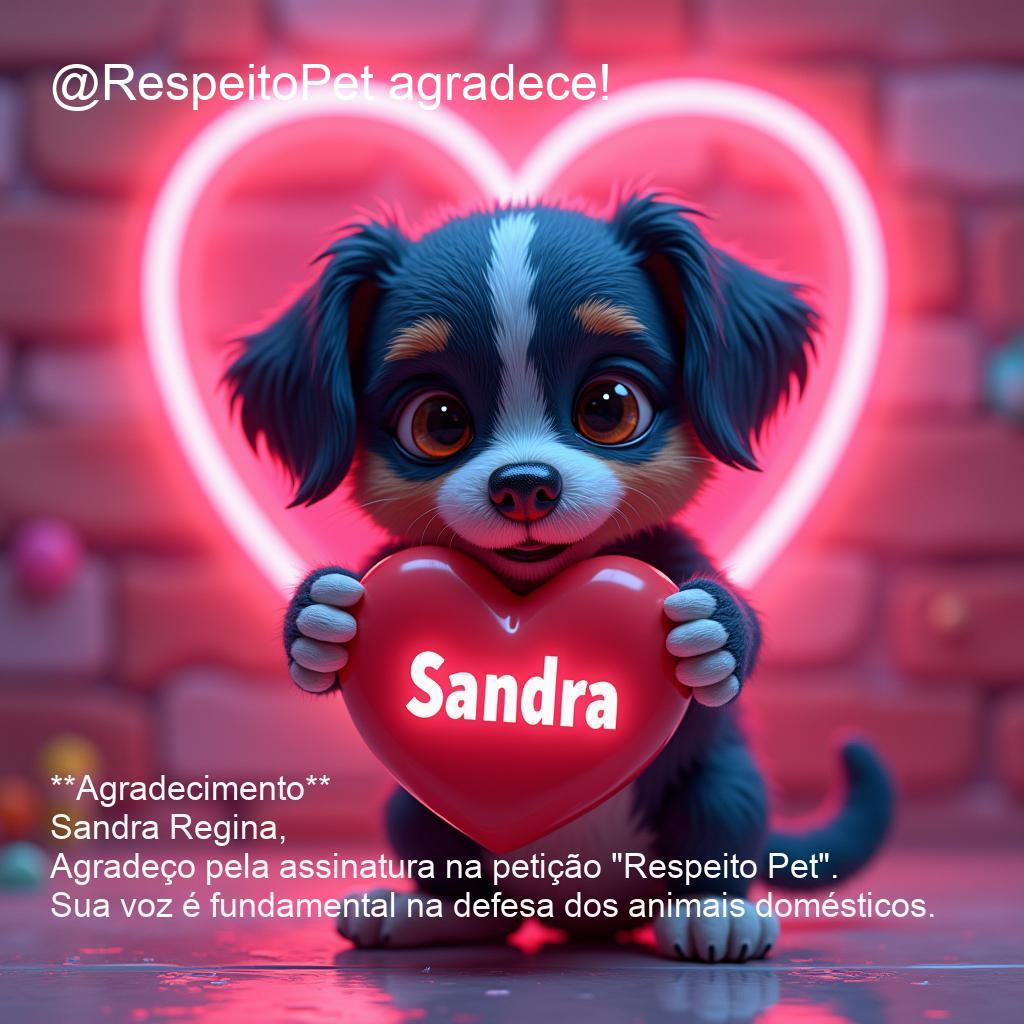 @RespeitoPet agradece!
Sandra
**Agradecimento**
Sandra Regina,
Agradeço pela assinatura na petição "Respeito Pet".
Sua voz é fundamental na defesa dos animais domésticos.